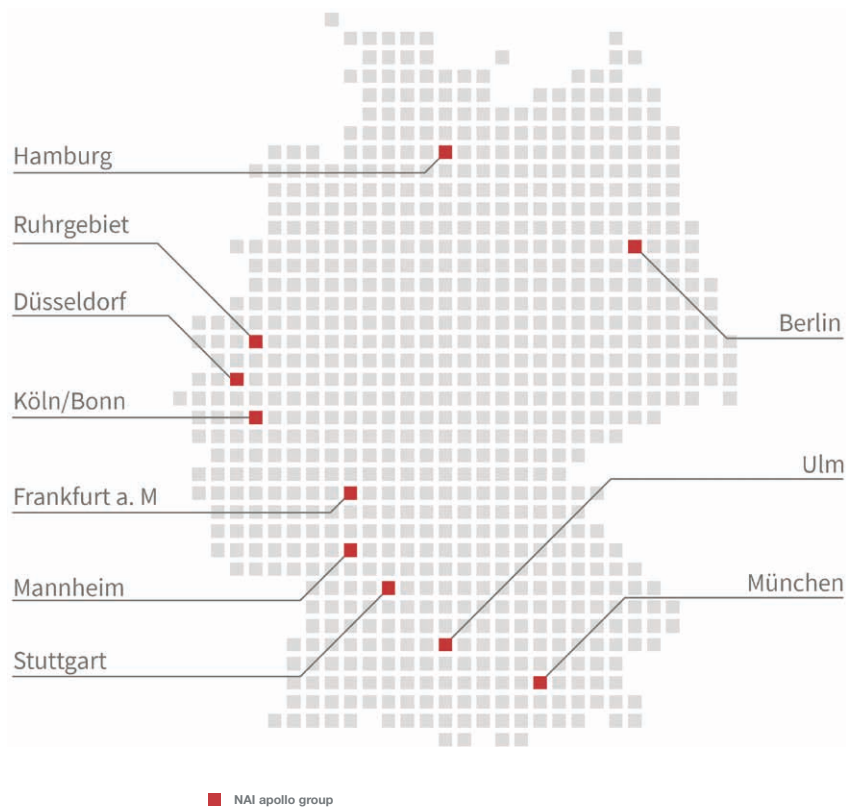 Hamburg
Ruhrgebiet
Düsseldorf
Berlin
Köln/Bonn
Ulm
Frankfurt a. M
Mannheim
München
Stuttgart
NAI apollo group